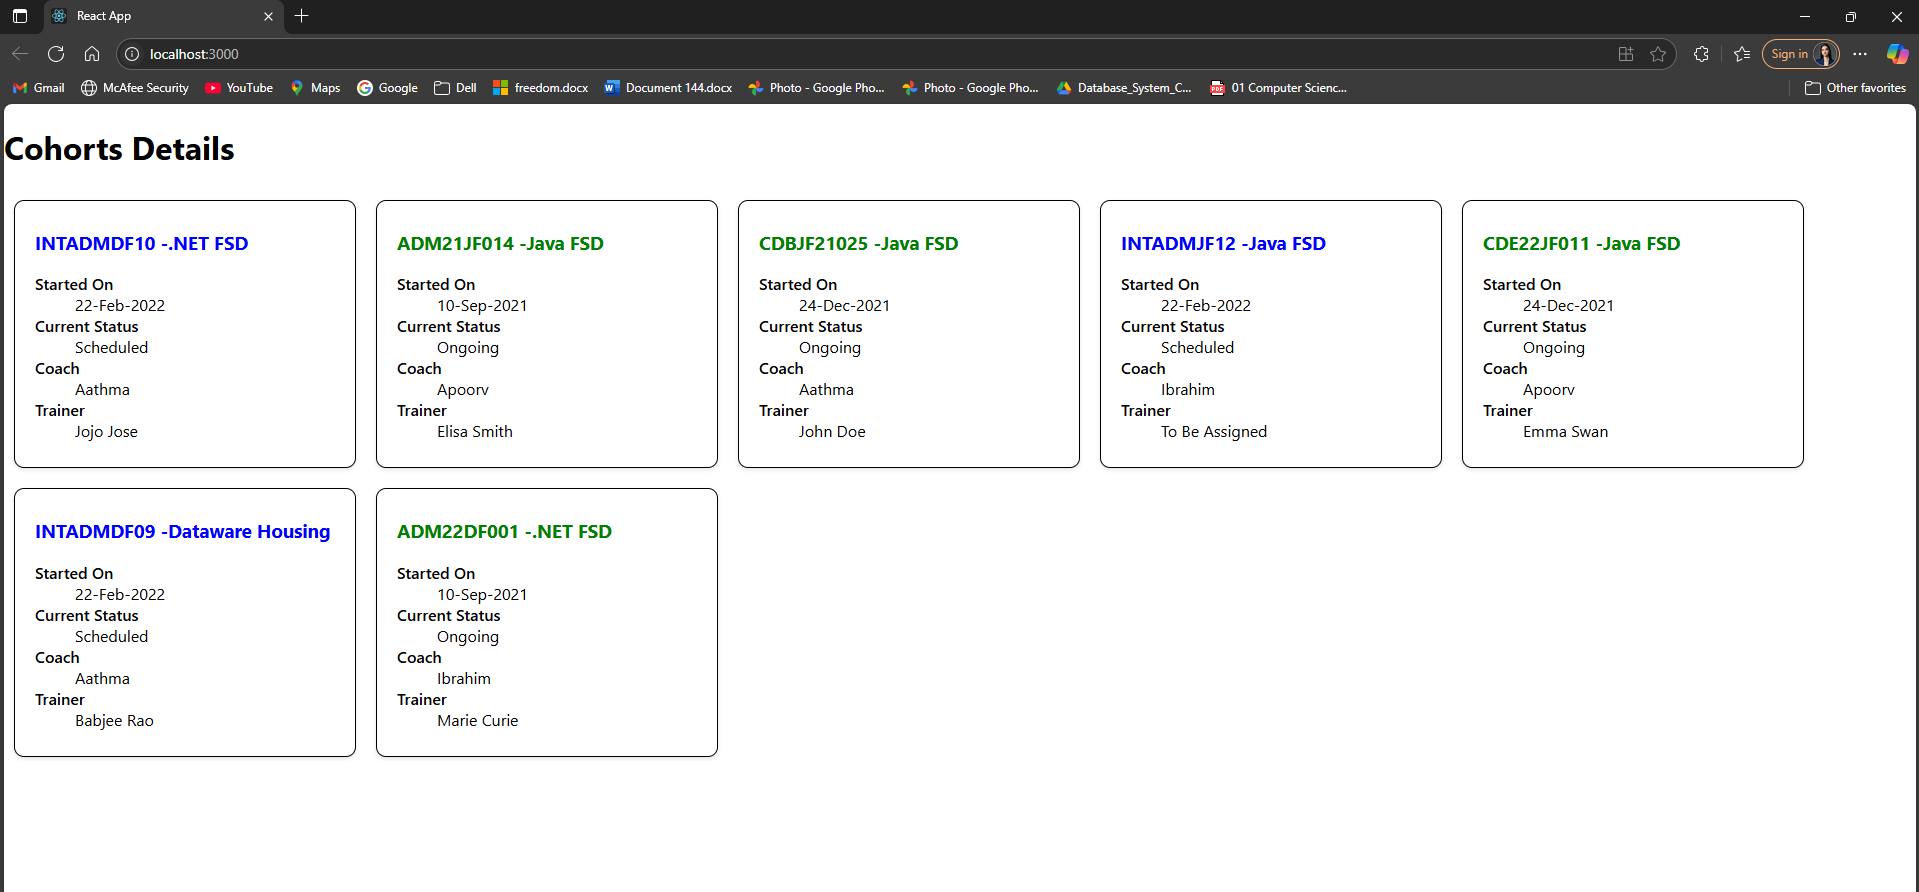 React App
localhost:3000
Sign in
Gmail
McAfee Security
YouTube
Maps
Google
Dell
freedom.docx
Document 144.docx
Photo - Google Pho...
Photo - Google Pho...
Database_System_C...
PDF
01 Computer Scienc...
Other favorites
Cohorts Details
INTADMDF10 -.NET FSD
Started On
22-Feb-2022
Current Status
Scheduled
Coach
Aathma
Trainer
Jojo Jose
ADM21JF014 -Java FSD
Started On
10-Sep-2021
Current Status
Ongoing
Coach
Apoorv
Trainer
Elisa Smith
CDBJF21025 -Java FSD
Started On
24-Dec-2021
Current Status
Ongoing
Coach
Aathma
Trainer
John Doe
INTADMJF12 -Java FSD
Started On
22-Feb-2022
Current Status
Scheduled
Coach
Ibrahim
Trainer
To Be Assigned
CDE22JF011 -Java FSD
Started On
24-Dec-2021
Current Status
Ongoing
Coach
Apoorv
Trainer
Emma Swan
INTADMDF09 -Dataware Housing
Started On
22-Feb-2022
Current Status
Scheduled
Coach
Aathma
Trainer
Babjee Rao
ADM22DF001 -.NET FSD
Started On
10-Sep-2021
Current Status
Ongoing
Coach
Ibrahim
Trainer
Marie Curie